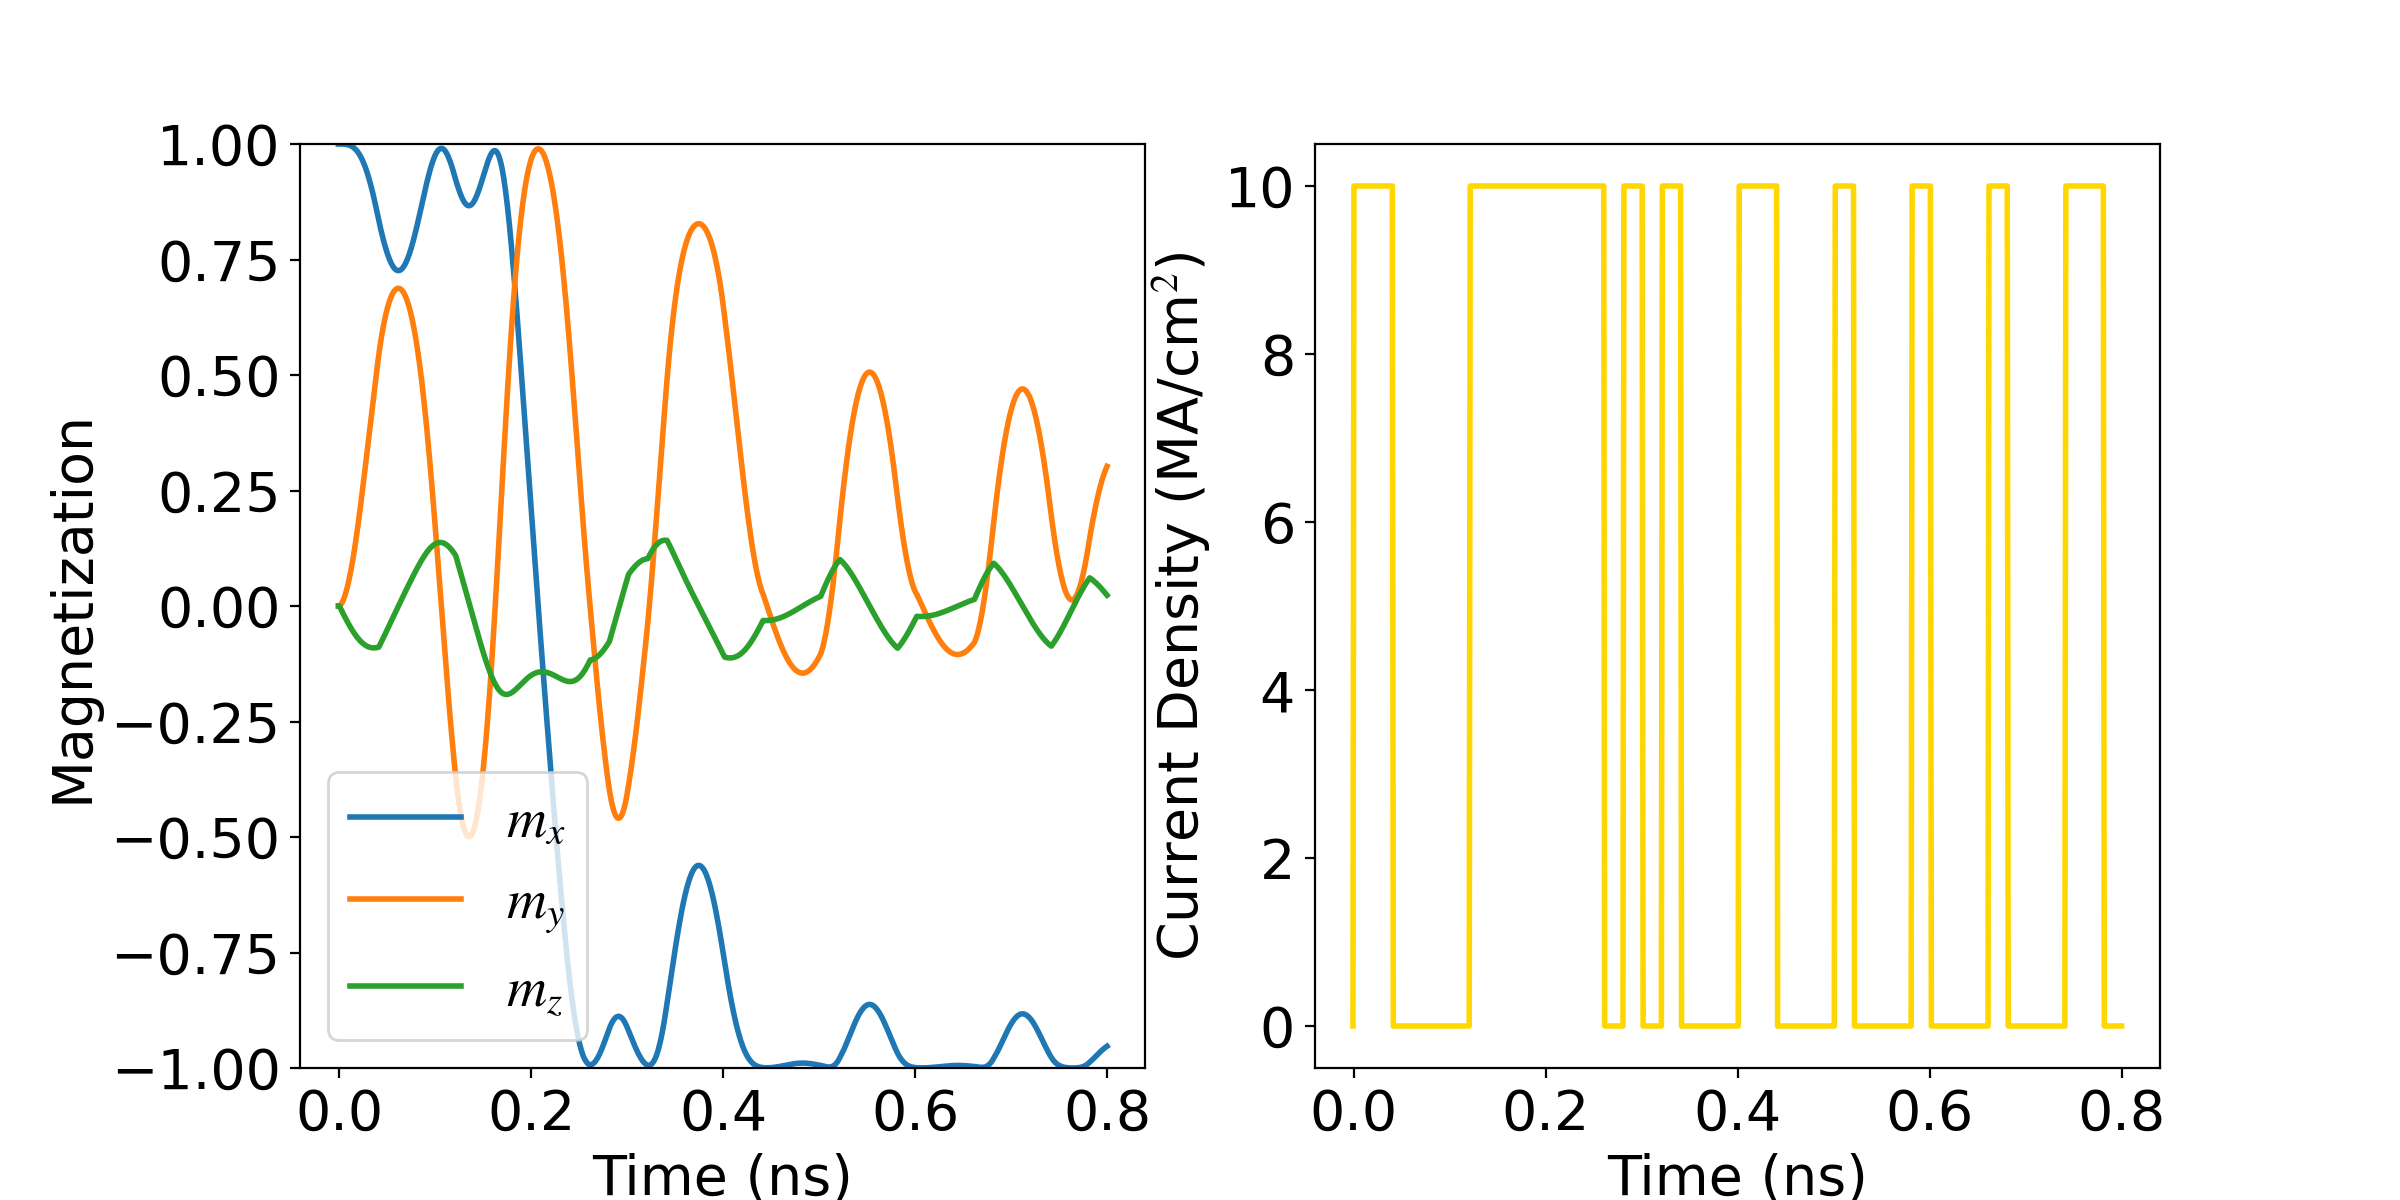 1.00
0.75
0.50
0.25
0.00
−0.25
−0.50
−0.75
−1.00
Magnetization
m_x
m_y
m_z
0.0 0.2 0.4 0.6 0.8
Time (ns)
10
8
6
4
2
0
Current Density (MA/cm²)
0.0 0.2 0.4 0.6 0.8
Time (ns)